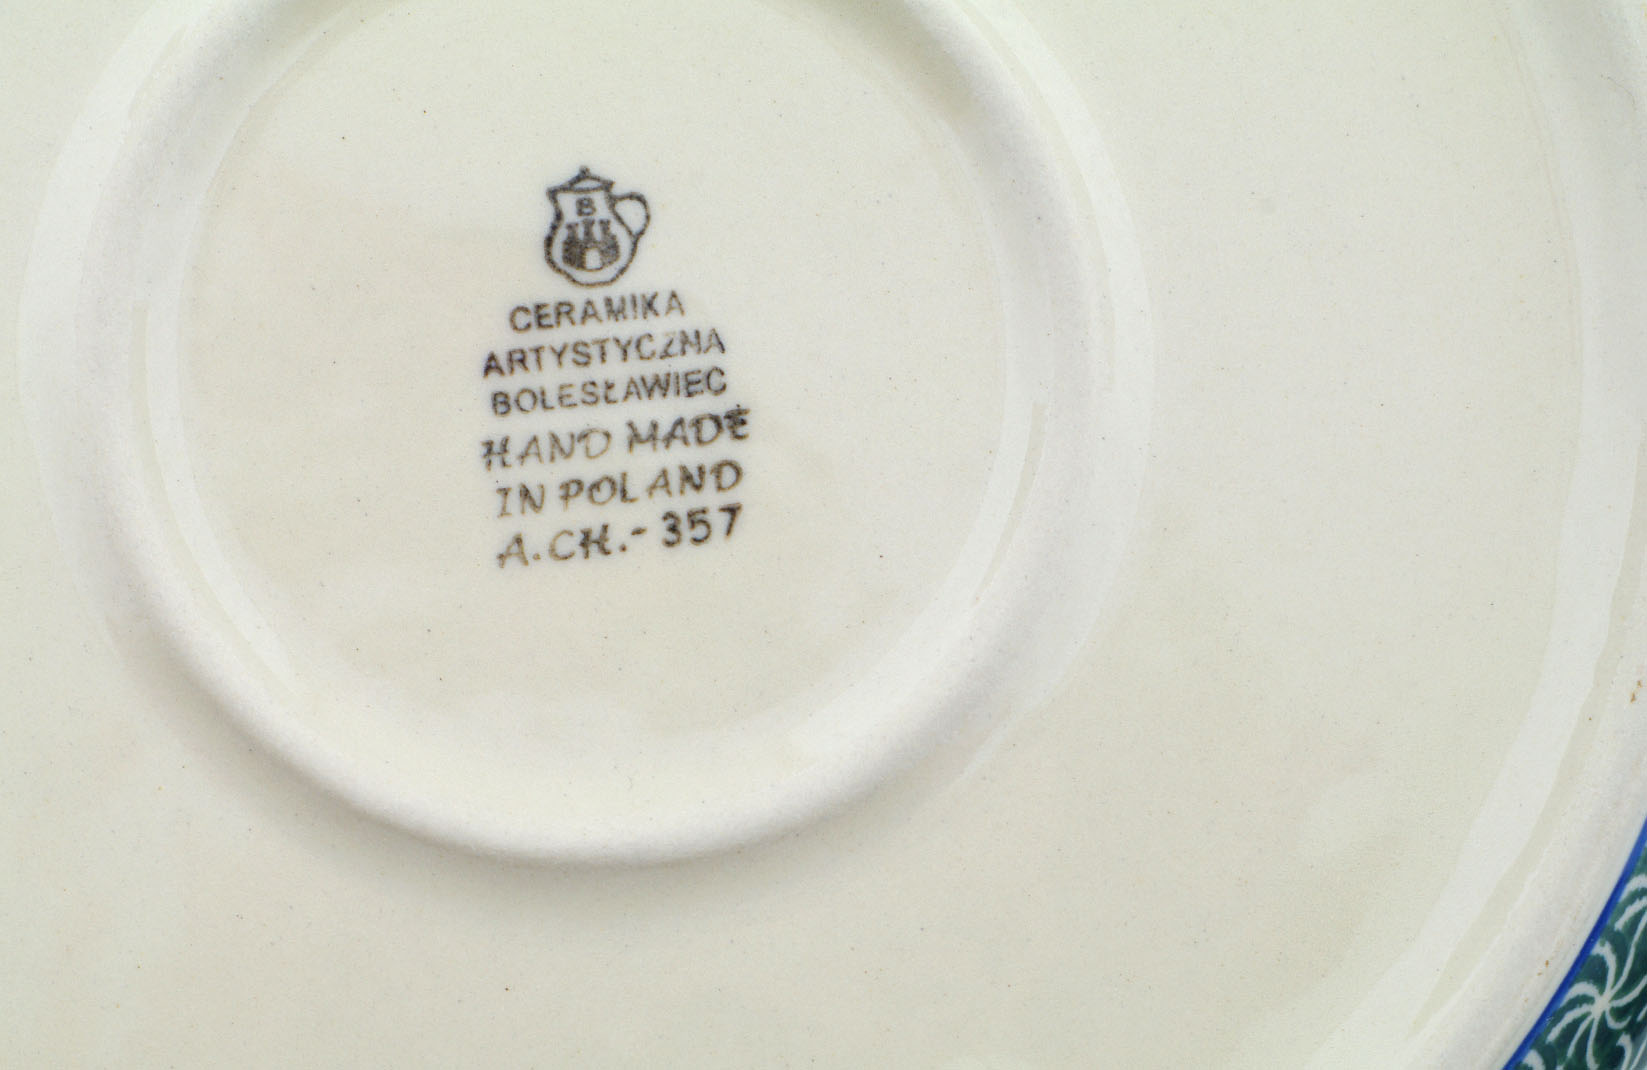 B
CERAMIKA
ARTYSTYCZNA
BOLESŁAWIEC
HAND MADE
IN POLAND
A.CH.-357